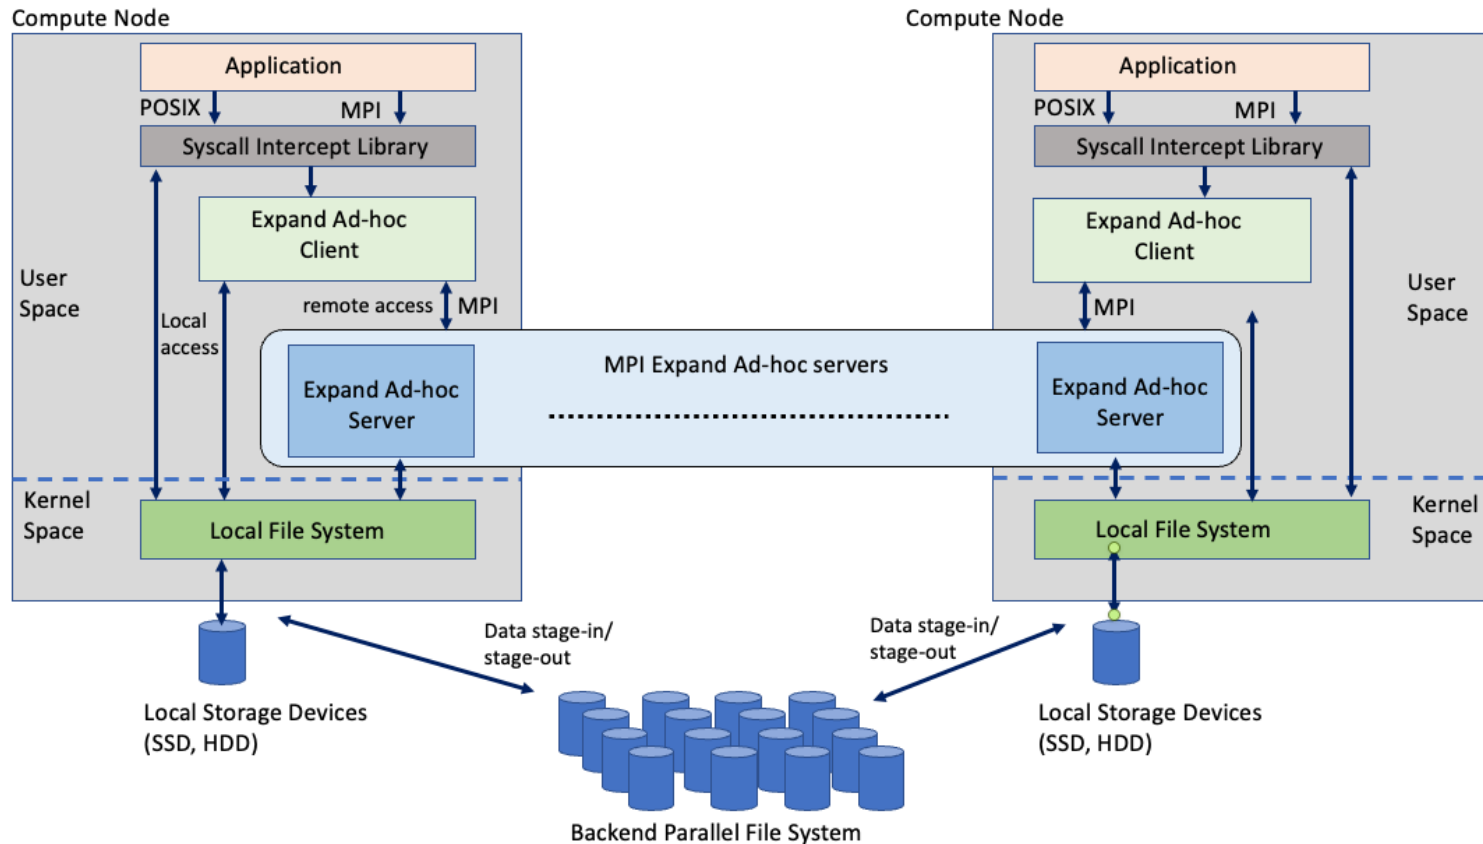 Compute Node
Application
POSIX
MPI
Syscall Intercept Library
Expand Ad-hoc
Client
User
Space
Local
access
remote access
MPI
Expand Ad-hoc
Server
Kernel
Space
Local File System
Local Storage Devices
(SSD, HDD)
MPI Expand Ad-hoc servers
Compute Node
Application
POSIX
MPI
Syscall Intercept Library
Expand Ad-hoc
Client
User
Space
MPI
Expand Ad-hoc
Server
Kernel
Space
Local File System
Local Storage Devices
(SSD, HDD)
Data stage-in/
stage-out
Data stage-in/
stage-out
Backend Parallel File System